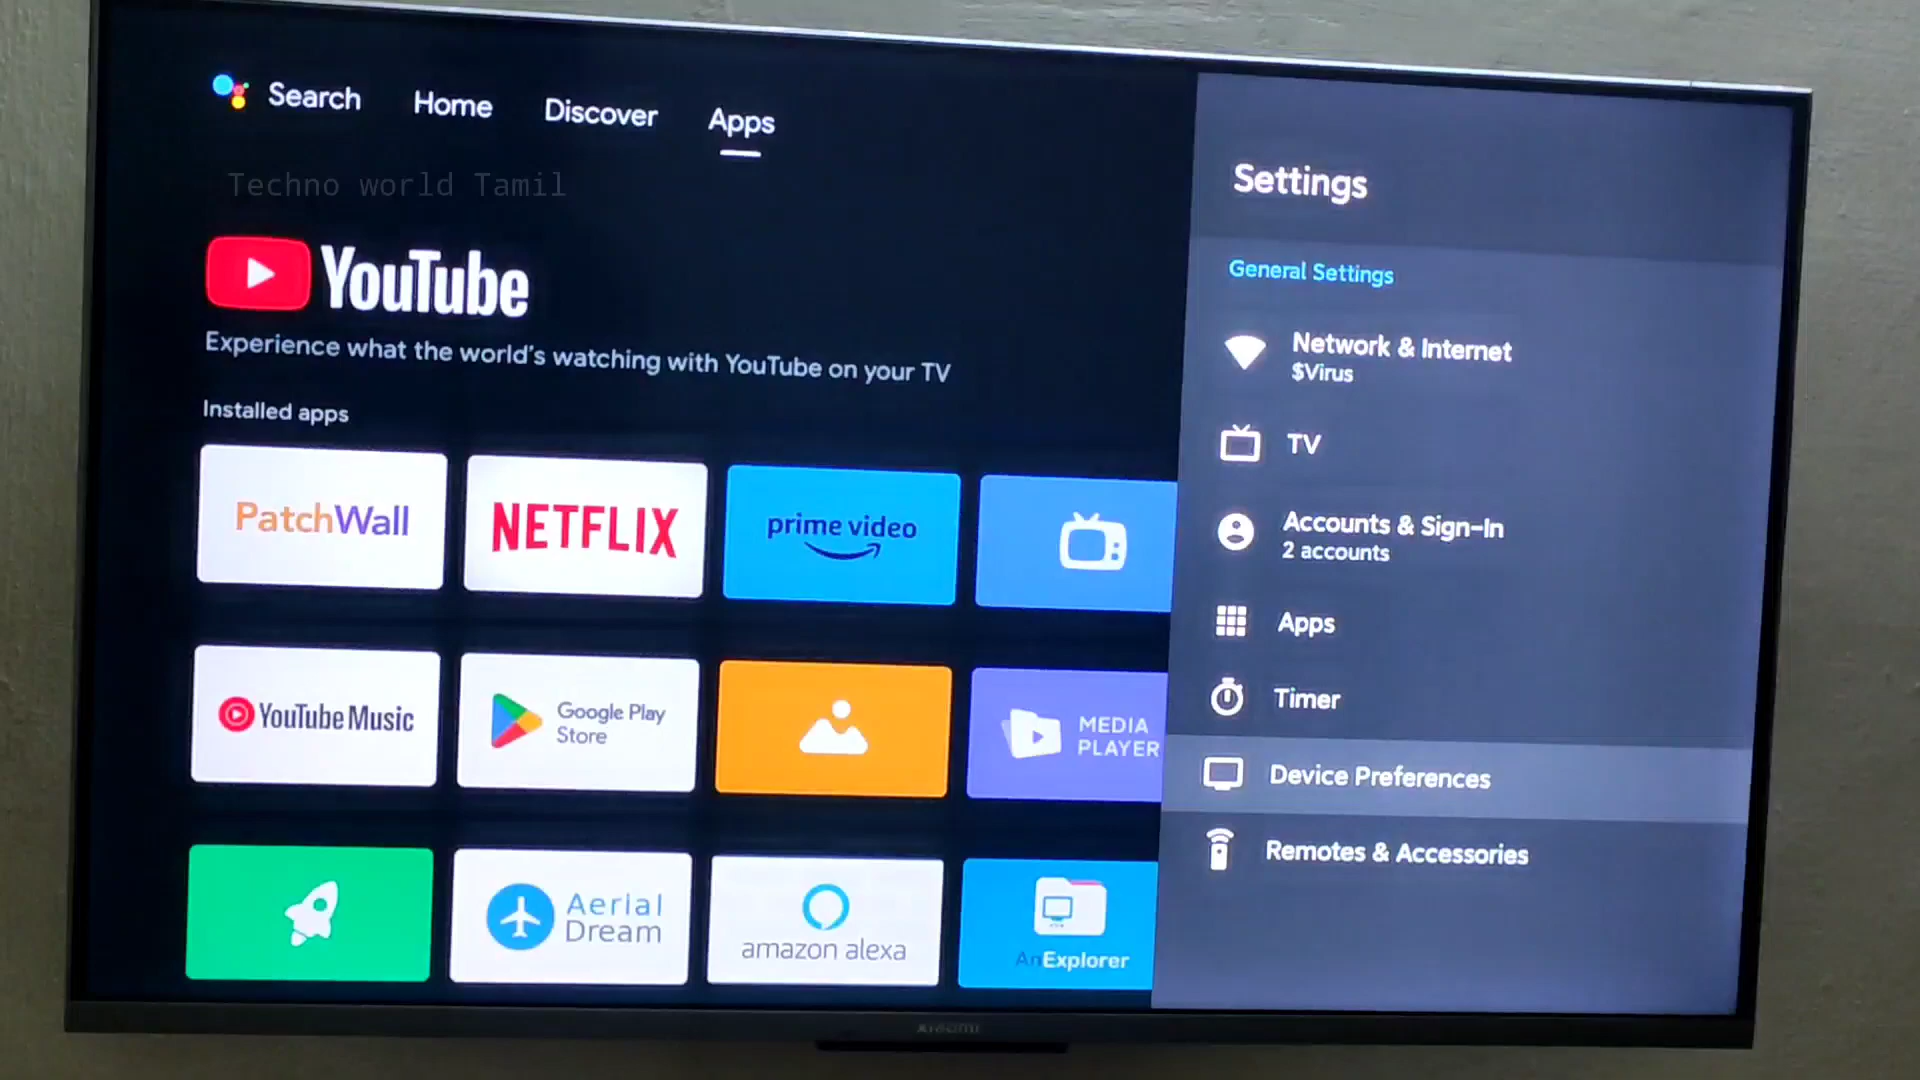 Search Home Discover Apps
Techno world Tamil
YouTube
Experience what the world's watching with YouTube on your TV
Installed apps
PatchWall
NETFLIX
prime video
YouTube Music
Google Play
Store
MEDIA
PLAYER
Aerial
Dream
amazon alexa
AnExplorer
Settings
General Settings
Network & Internet
$Virus
TV
Accounts & Sign-In
2 accounts
Apps
Timer
Device Preferences
Remotes & Accessories
Xiaomi